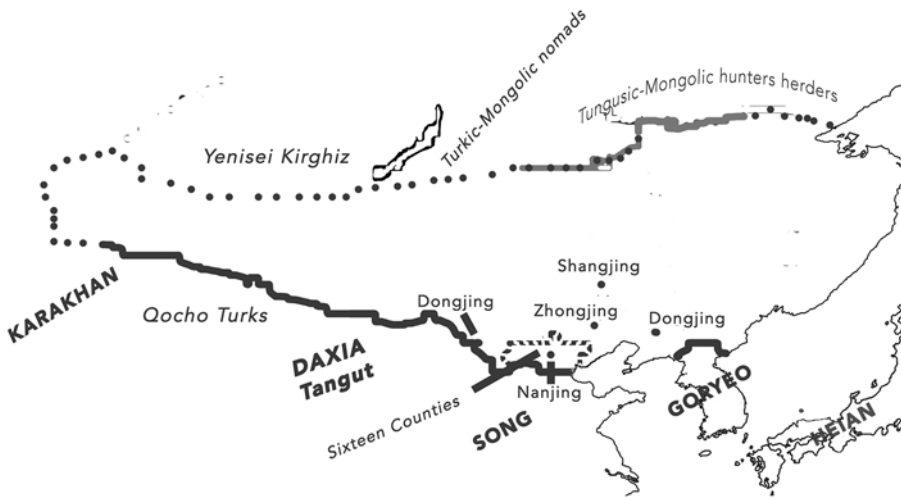 Turkic-Mongolic nomads
Tungusic-Mongolic hunters herders
Yenisei Kirghiz
Shangjing
KARAKHAN
Qocho Turks
Dongjing
Zhongjing
Dongjing
DAXIA
Tangut
Nanjing
GORYEO
Sixteen Counties
SONG
HEIAN